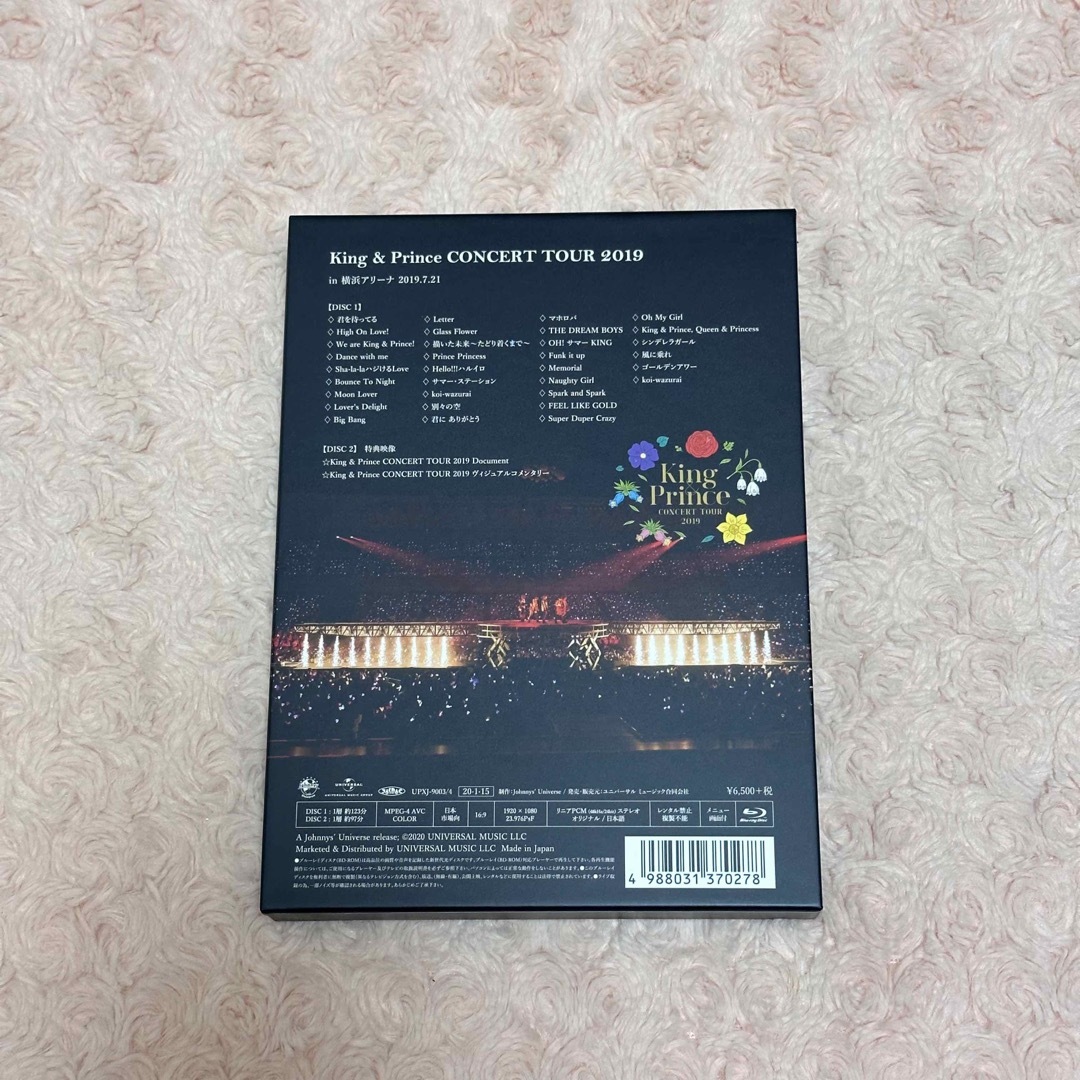 King & Prince CONCERT TOUR 2019
in 横浜アリーナ 2019.7.21
【DISC 1】
◇ 君を待ってる
◇ High On Love!
◇ We are King & Prince!
◇ Dance with me
◇ Sha-la-laハジけるLove
◇ Bounce To Night
◇ Moon Lover
◇ Lover's Delight
◇ Big Bang
◇ Letter
◇ Glass Flower
◇ 描いた未来~たどり着くまで~
◇ Prince Princess
◇ Hello!!!ハルイロ
◇ サマー・ステーション
◇ koi-wazurai
◇ 別々の空
◇ 君に ありがとう
◇ マホロバ
◇ THE DREAM BOYS
◇ OH! サマー KING
◇ Funk it up
◇ Memorial
◇ Naughty Girl
◇ Spark and Spark
◇ FEEL LIKE GOLD
◇ Super Duper Crazy
◇ Oh My Girl
◇ King & Prince, Queen & Princess
◇ シンデレラガール
◇ 風に乗れ
◇ ゴールデンアワー
◇ koi-wazurai
【DISC 2】 特典映像
☆King & Prince CONCERT TOUR 2019 Document
☆King & Prince CONCERT TOUR 2019 ヴィジュアルコメンタリー
King
Prince
CONCERT TOUR
2019
UNIVERSAL
UNIVERSAL MUSIC GROUP
UPXJ-9003/4 20·1·15 制作:Johnnys' Universe / 発売・販売元:ユニバーサル ミュージック合同会社 ¥6,500+税
DISC 1 : 1層 約123分
DISC 2 : 1層 約97分
MPEG-4 AVC
COLOR
日本
市場向
16:9
1920 × 1080
23.976PsF
リニアPCM (48kHz/24bit) ステレオ
オリジナル / 日本語
レンタル禁止
複製不能
メニュー
画面付
Blu-ray Disc
A Johnnys' Universe release; ©2020 UNIVERSAL MUSIC LLC
Marketed & Distributed by UNIVERSAL MUSIC LLC Made in Japan
4 988031 370278